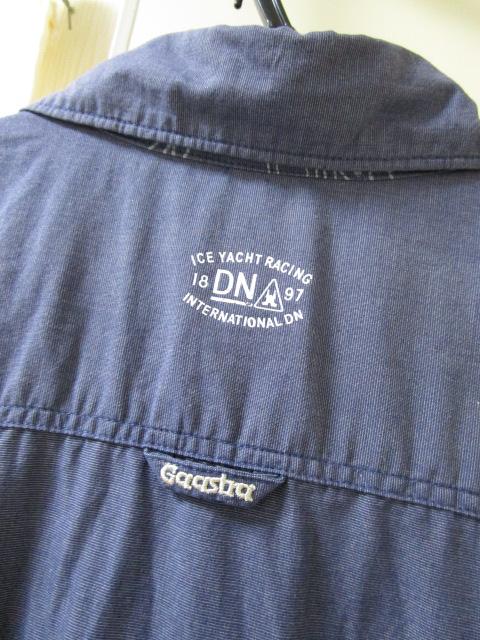 ICE YACHT RACING
18 DN 97
INTERNATIONAL DN
Gaastra